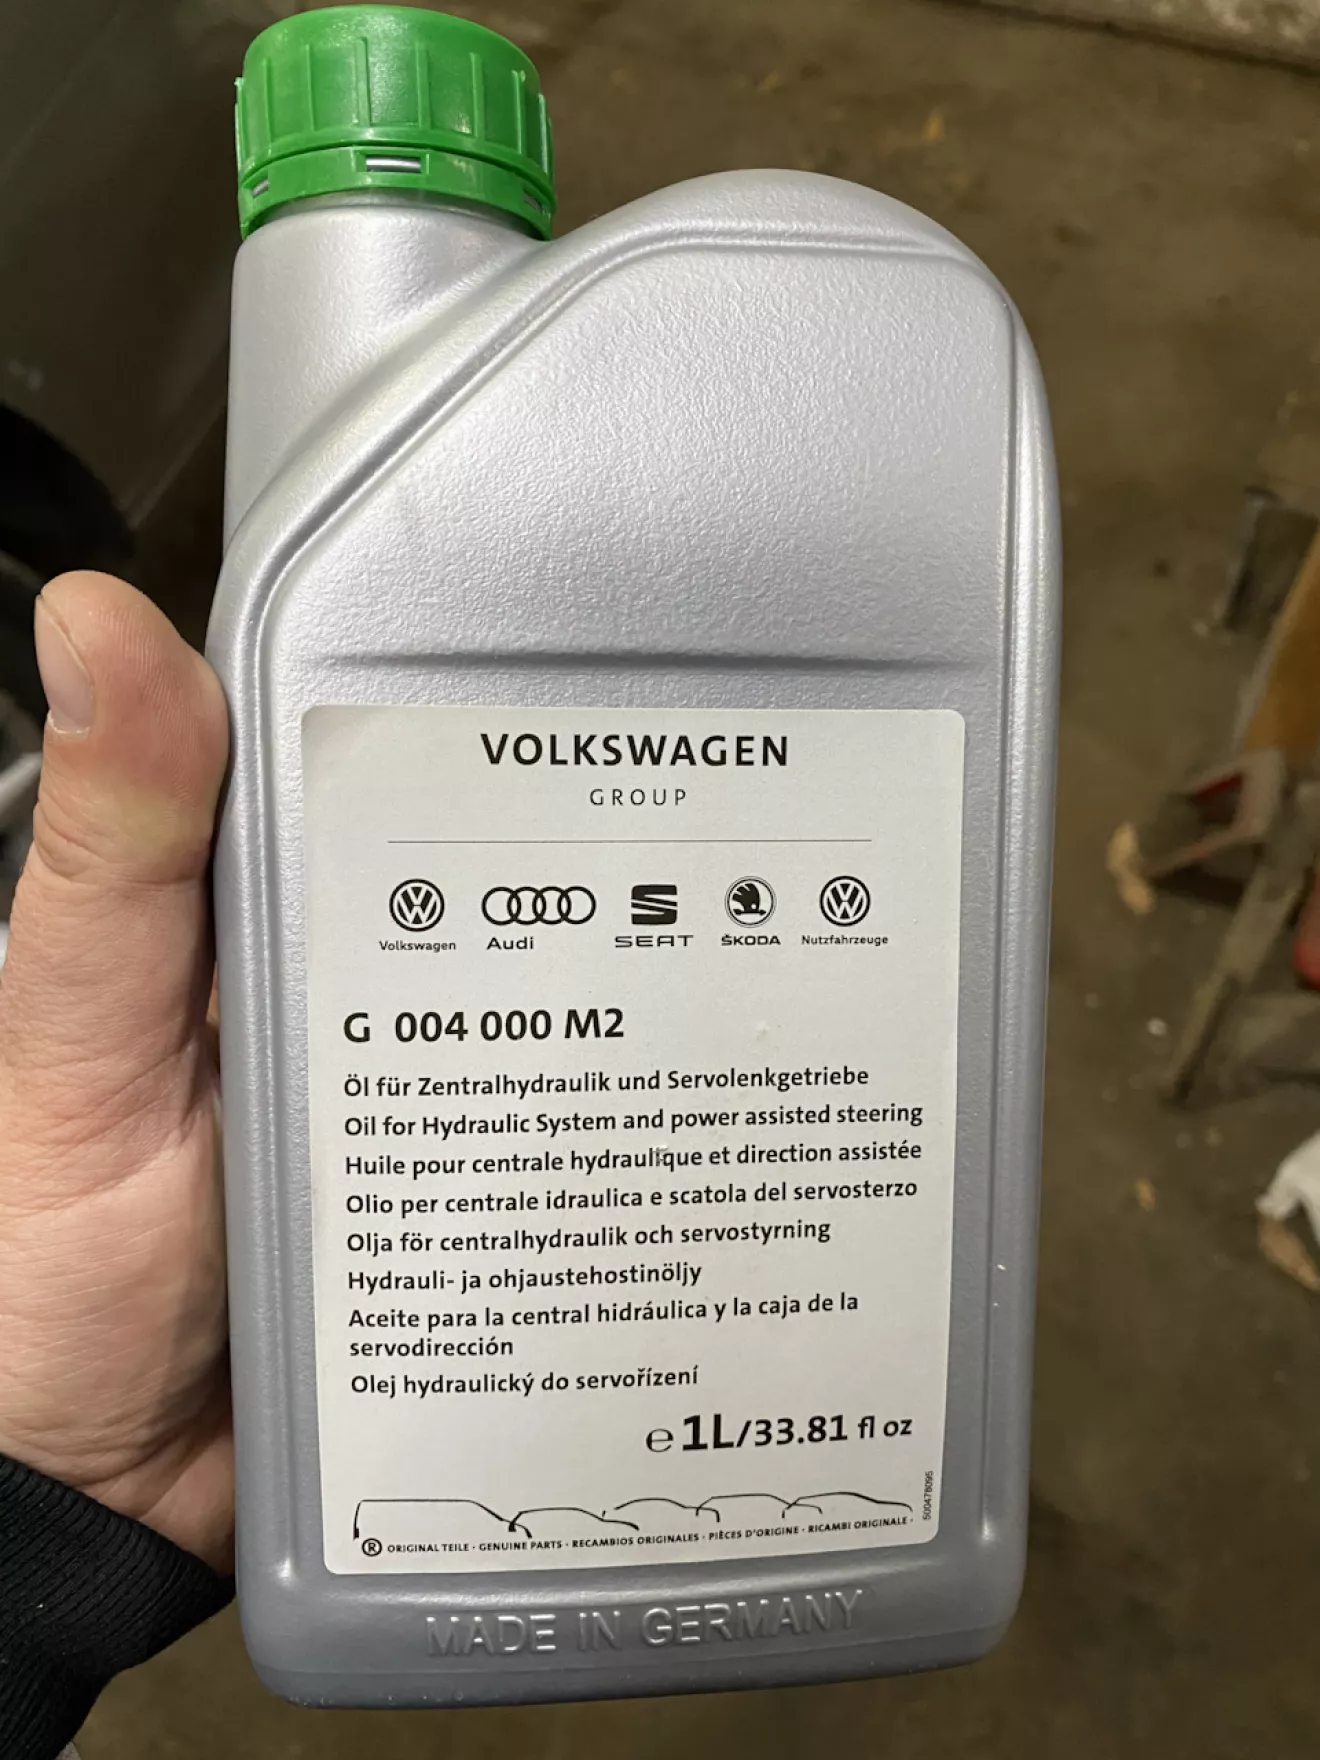 VOLKSWAGEN
GROUP
Volkswagen Audi SEAT ŠKODA Nutzfahrzeuge
G 004 000 M2
Öl für Zentralhydraulik und Servolenkgetriebe
Oil for Hydraulic System and power assisted steering
Huile pour centrale hydraulique et direction assistée
Olio per centrale idraulica e scatola del servosterzo
Olja för centralhydraulik och servostyrning
Hydrauli- ja ohjaustehostinöljy
Aceite para la central hidráulica y la caja de la
servodirección
Olej hydraulický do servořízení
℮ 1L/33.81 fl oz
500478095
® ORIGINAL TEILE · GENUINE PARTS · RECAMBIOS ORIGINALES · PIÈCES D'ORIGINE · RICAMBI ORIGINALE ·
MADE IN GERMANY